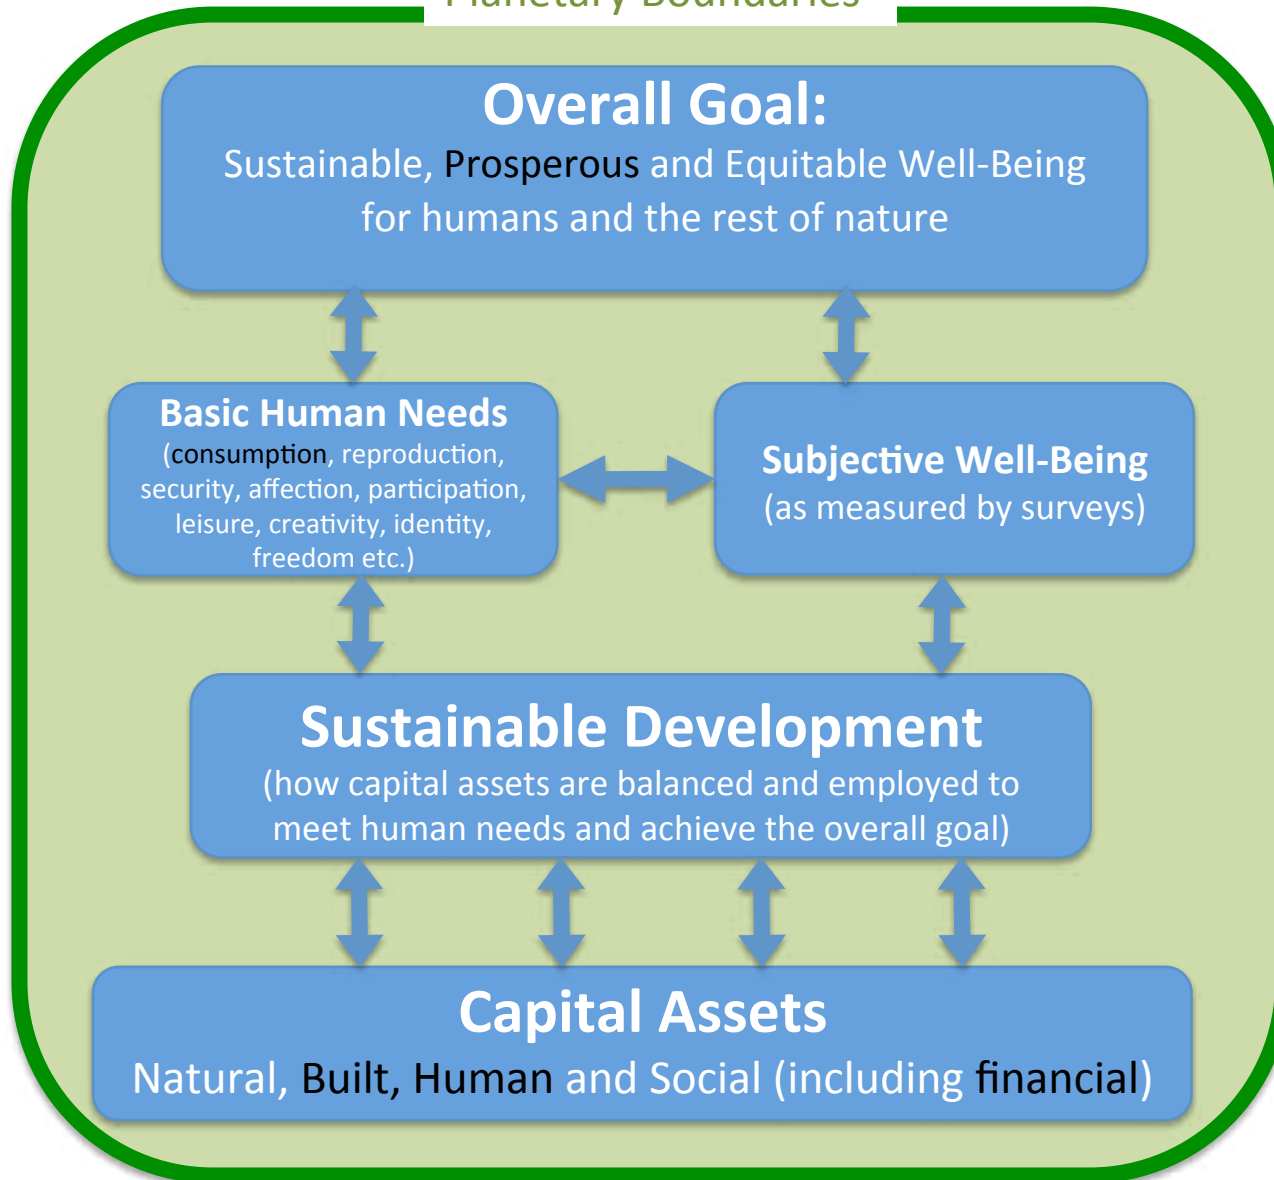 Planetary Boundaries
Overall Goal:
Sustainable, Prosperous and Equitable Well-Being
for humans and the rest of nature
Basic Human Needs
(consumption, reproduction,
security, affection, participation,
leisure, creativity, identity,
freedom etc.)
Subjective Well-Being
(as measured by surveys)
Sustainable Development
(how capital assets are balanced and employed to
meet human needs and achieve the overall goal)
Capital Assets
Natural, Built, Human and Social (including financial)